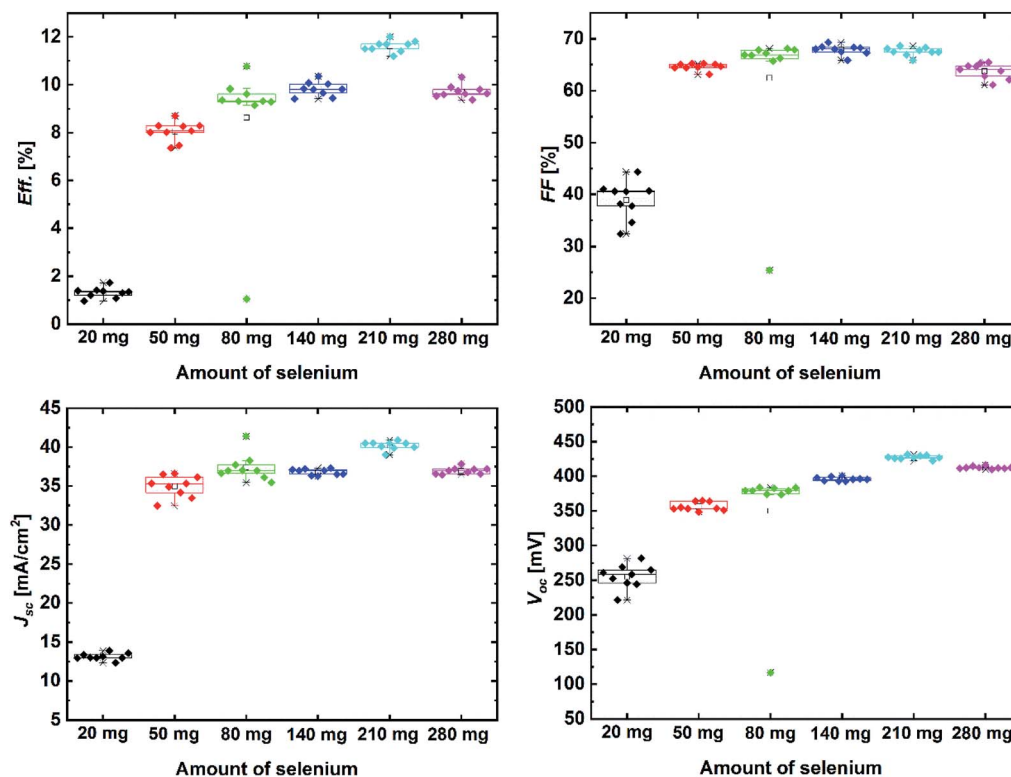 Eff. [%]
12
10
8
6
4
2
0
20 mg 50 mg 80 mg 140 mg 210 mg 280 mg
Amount of selenium
FF [%]
70
60
50
40
30
20
20 mg 50 mg 80 mg 140 mg 210 mg 280 mg
Amount of selenium
Jsc [mA/cm²]
45
40
35
30
25
20
15
10
5
20 mg 50 mg 80 mg 140 mg 210 mg 280 mg
Amount of selenium
Voc [mV]
500
450
400
350
300
250
200
150
100
50
20 mg 50 mg 80 mg 140 mg 210 mg 280 mg
Amount of selenium